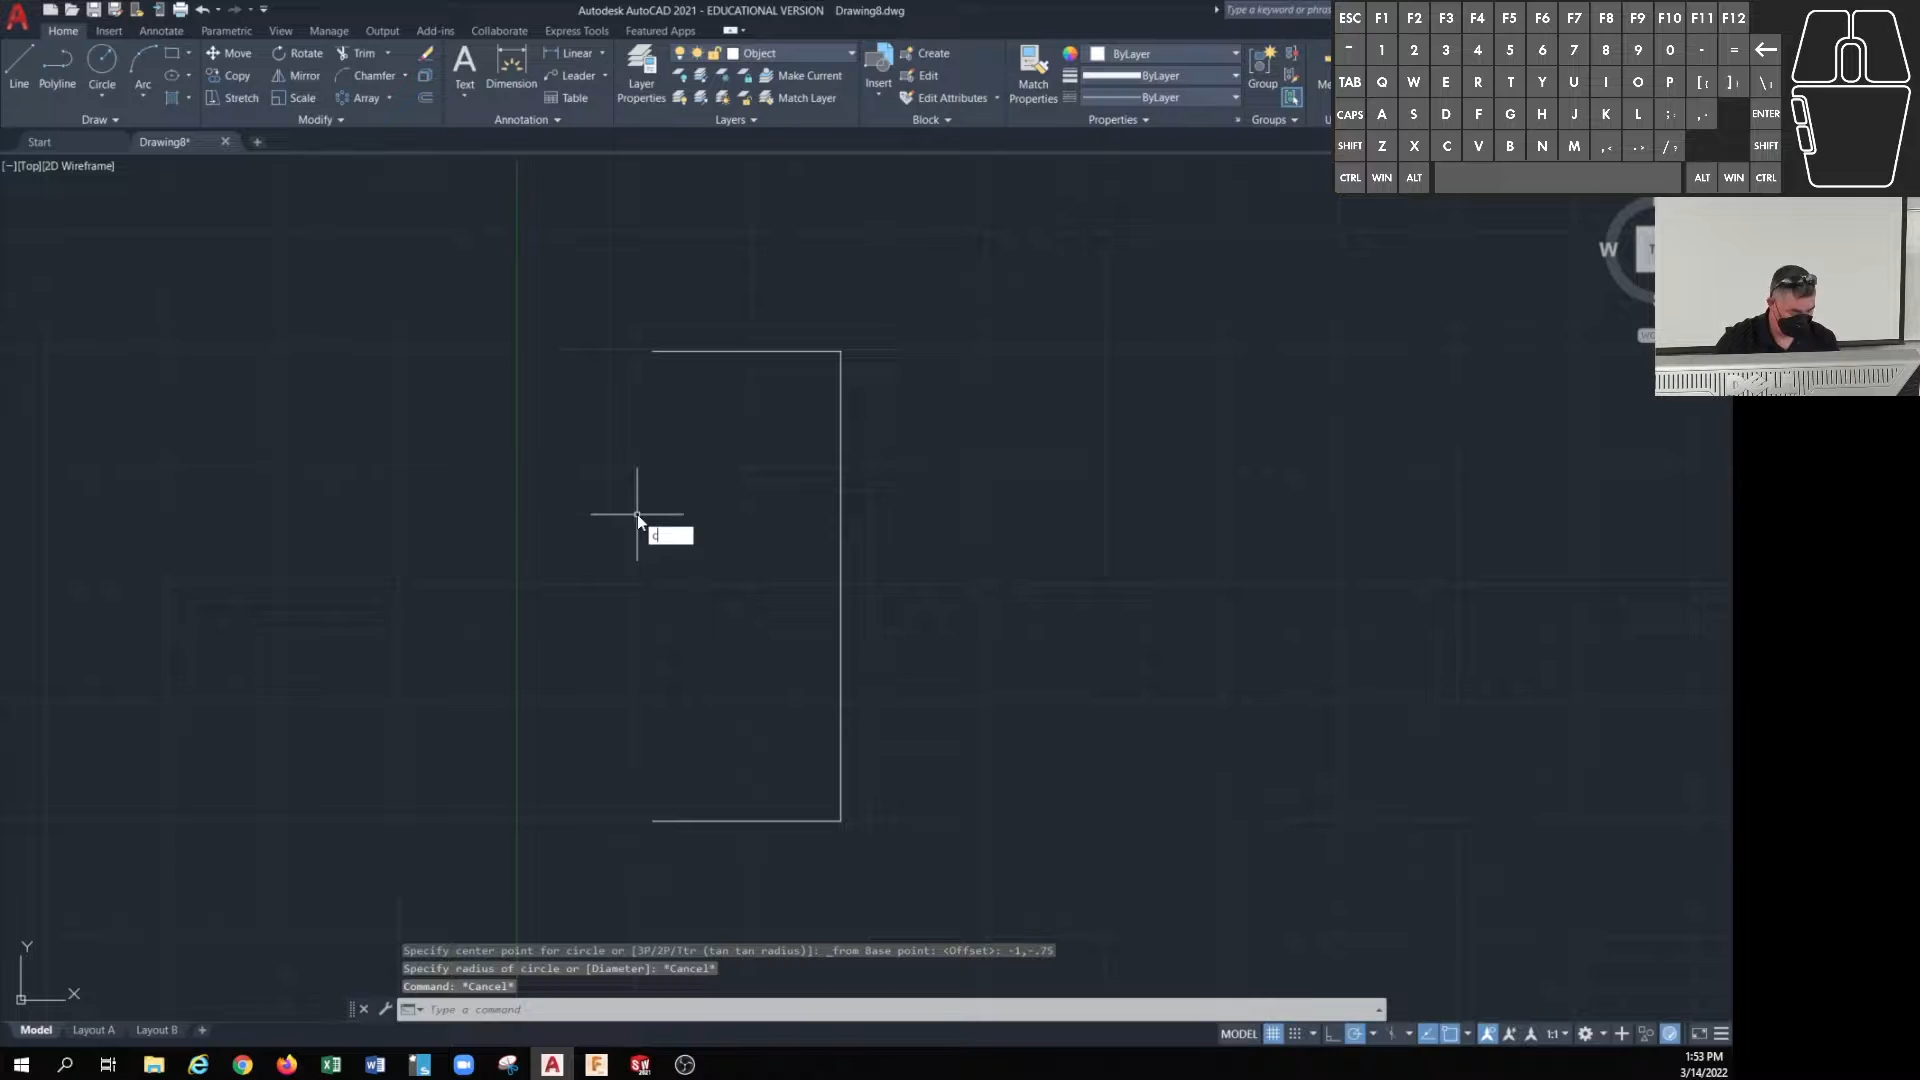 Autodesk AutoCAD 2021 - EDUCATIONAL VERSION Drawing8.dwg
Type a keyword or phras
Home Insert Annotate Parametric View Manage Output Add-ins Collaborate Express Tools Featured Apps
Line Polyline Circle Arc
Move Rotate Trim
Copy Mirror Chamfer
Stretch Scale Array
Text Dimension
Linear
Leader
Table
Layer Properties
Object
Make Current
Match Layer
Insert
Create
Edit
Edit Attributes
Match Properties
ByLayer
ByLayer
ByLayer
Group
Draw Modify Annotation Layers Block Properties Groups
Start Drawing8*
[−][Top][2D Wireframe]
ESC F1 F2 F3 F4 F5 F6 F7 F8 F9 F10 F11 F12
1 2 3 4 5 6 7 8 9 0 - =
TAB Q W E R T Y U I O P [ ] \
CAPS A S D F G H J K L ; ENTER
SHIFT Z X C V B N M , . / SHIFT
CTRL WIN ALT ALT WIN CTRL
W
c
Specify center point for circle or [3P/2P/Ttr (tan tan radius)]: _from Base point: <Offset>: -1,-.75
Specify radius of circle or [Diameter]: *Cancel*
Command: *Cancel*
Type a command
Y
X
Model Layout A Layout B
MODEL 1:1
1:53 PM
3/14/2022